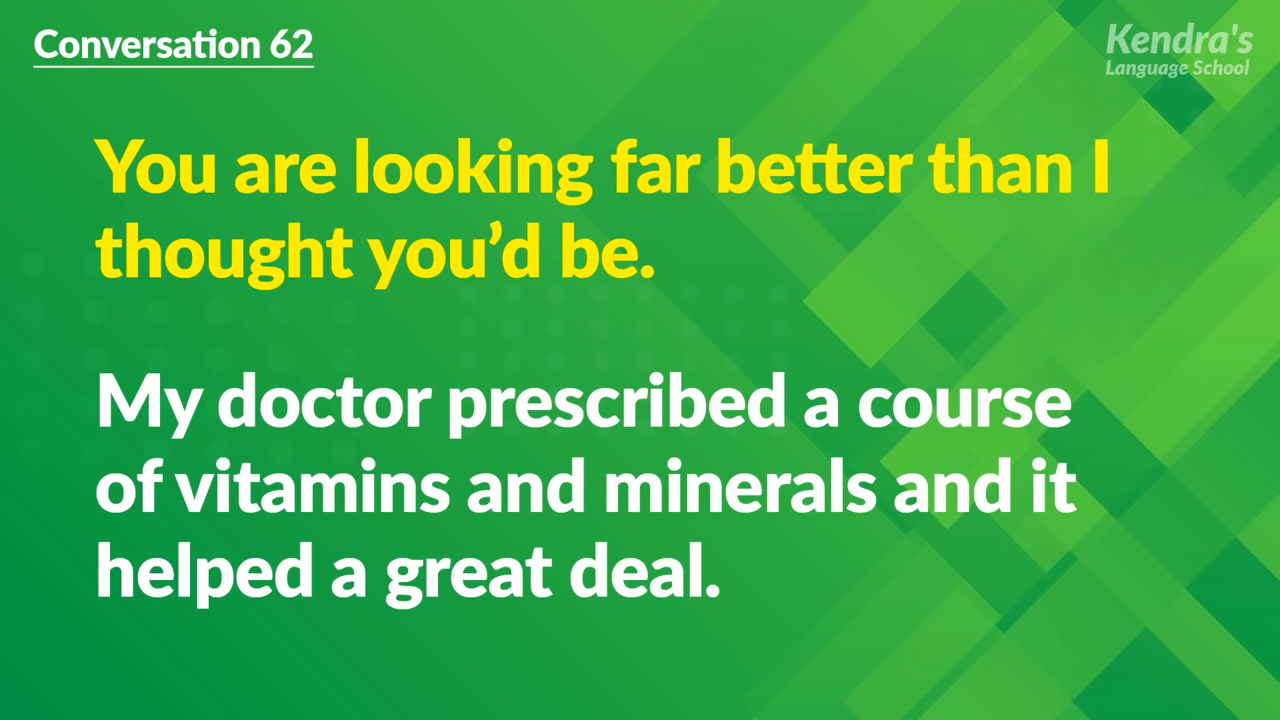 Conversation 62
Kendra's
Language School
You are looking far better than I
thought you’d be.
My doctor prescribed a course
of vitamins and minerals and it
helped a great deal.